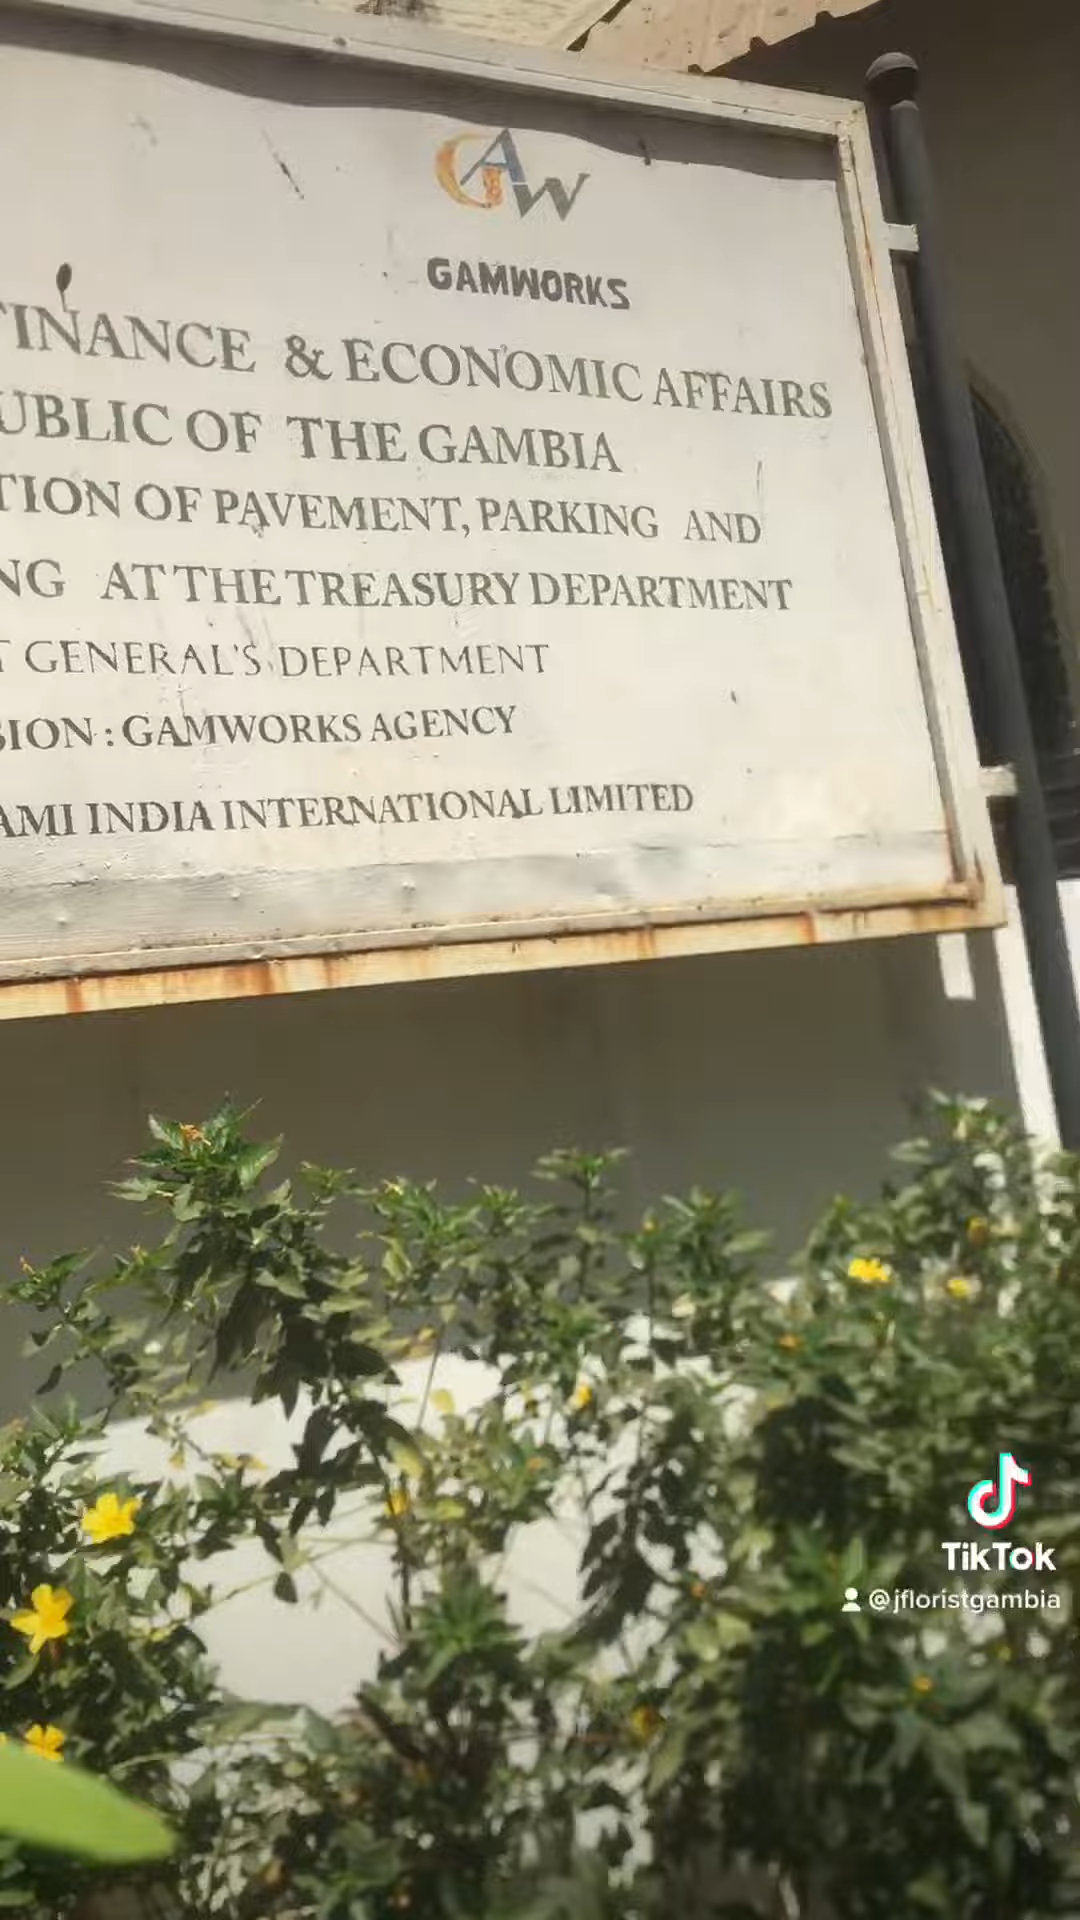 GAW
GAMWORKS
FINANCE & ECONOMIC AFFAIRS
UBLIC OF THE GAMBIA
TION OF PAVEMENT, PARKING AND
NG AT THE TREASURY DEPARTMENT
T GENERAL'S DEPARTMENT
SION : GAMWORKS AGENCY
AMI INDIA INTERNATIONAL LIMITED
TikTok
@jfloristgambia